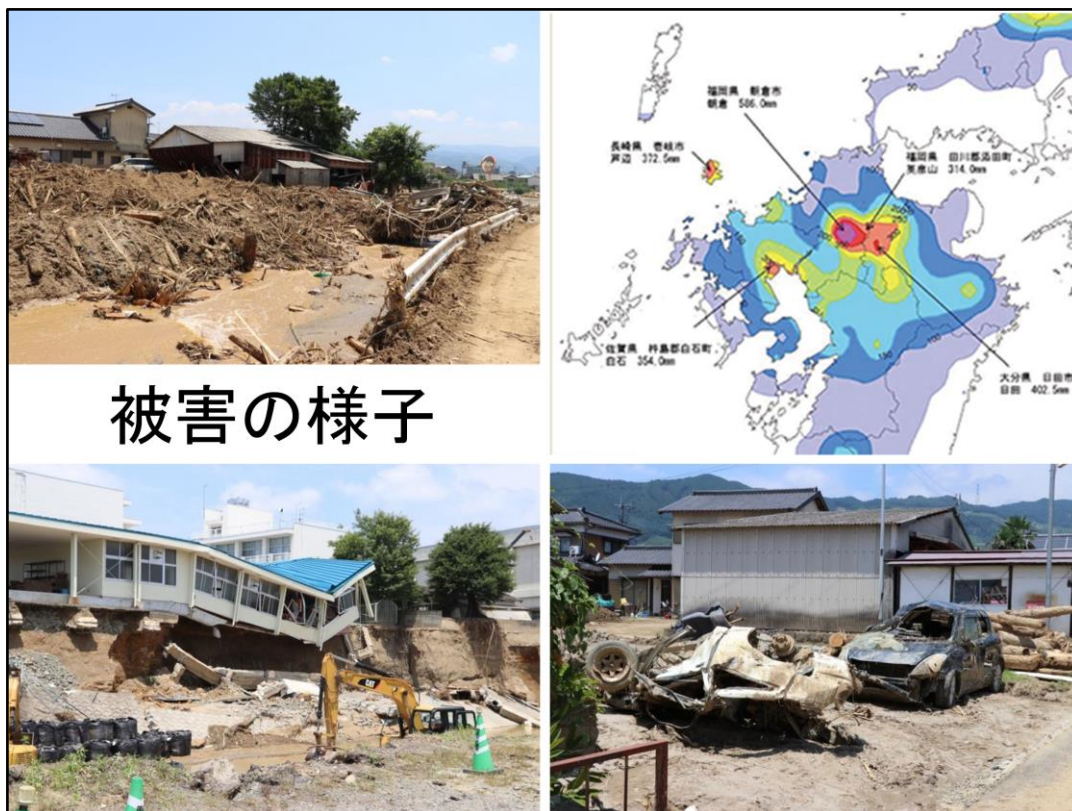 福岡県 朝倉市
朝倉 586.0mm
長崎県 壱岐市
芦辺 372.5mm
福岡県 田川郡添田町
英彦山 314.0mm
佐賀県 杵島郡白石町
白石 354.0mm
大分県 日田市
日田 402.5mm
被害の様子
CAT